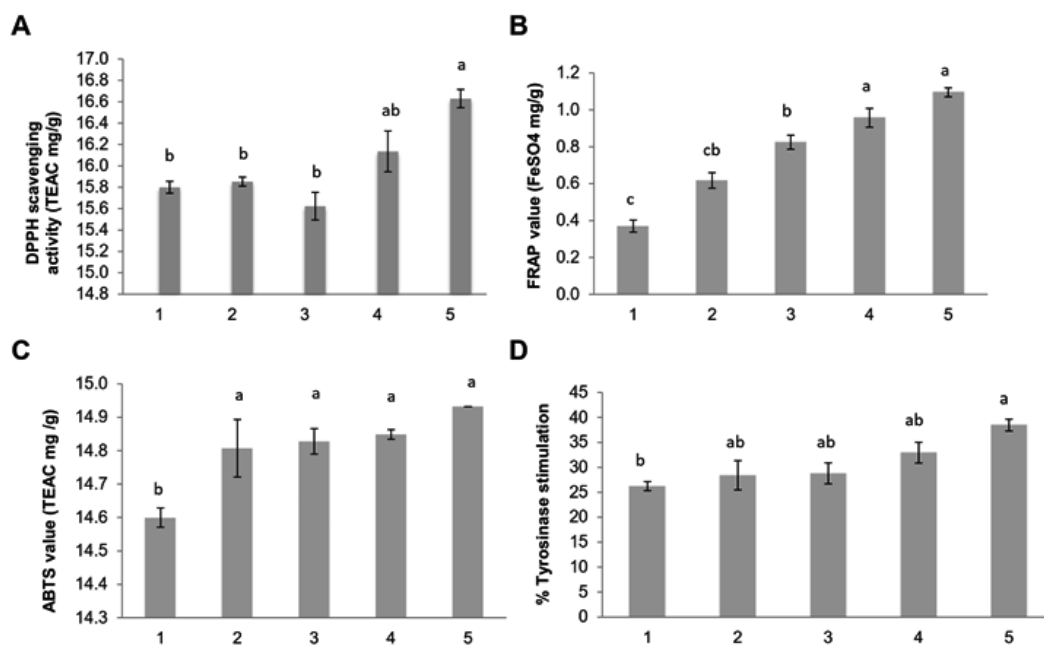 A
DPPH scavenging
activity (TEAC mg/g)
17.0
16.8
16.6
16.4
16.2
16.0
15.8
15.6
15.4
15.2
15.0
14.8
b
b
b
ab
a
1 2 3 4 5
B
FRAP value (FeSO4 mg/g)
1.2
1.0
0.8
0.6
0.4
0.2
0.0
c
cb
b
a
a
1 2 3 4 5
C
ABTS value (TEAC mg /g)
15.0
14.9
14.8
14.7
14.6
14.5
14.4
14.3
b
a
a
a
a
1 2 3 4 5
D
% Tyrosinase stimulation
45
40
35
30
25
20
15
10
5
0
b
ab
ab
ab
a
1 2 3 4 5